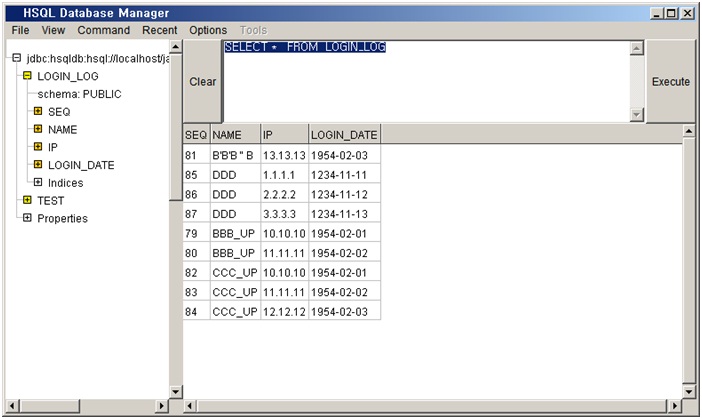 HSQL Database Manager
File View Command Recent Options Tools
jdbc:hsqldb:hsql://localhost/ja
LOGIN_LOG
schema: PUBLIC
SEQ
NAME
IP
LOGIN_DATE
Indices
TEST
Properties
Clear
SELECT * FROM LOGIN_LOG
Execute
SEQ NAME IP LOGIN_DATE
81 B'B'B " B 13.13.13 1954-02-03
85 DDD 1.1.1.1 1234-11-11
86 DDD 2.2.2.2 1234-11-12
87 DDD 3.3.3.3 1234-11-13
79 BBB_UP 10.10.10 1954-02-01
80 BBB_UP 11.11.11 1954-02-02
82 CCC_UP 10.10.10 1954-02-01
83 CCC_UP 11.11.11 1954-02-02
84 CCC_UP 12.12.12 1954-02-03